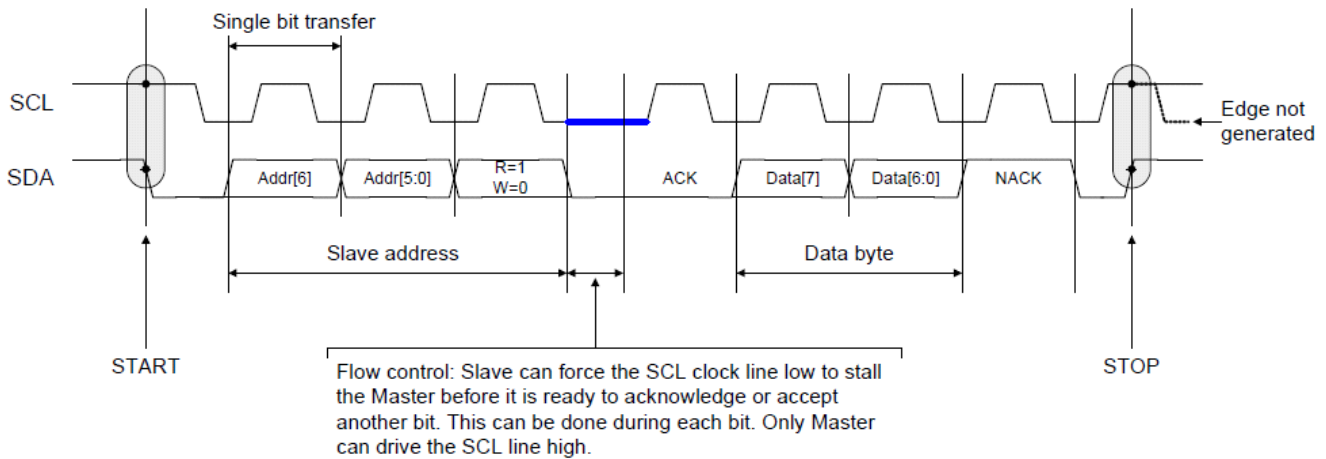 Single bit transfer
SCL
Edge not
generated
SDA
Addr[6]
Addr[5:0]
R=1
W=0
ACK
Data[7]
Data[6:0]
NACK
Slave address
Data byte
START
STOP
Flow control: Slave can force the SCL clock line low to stall
the Master before it is ready to acknowledge or accept
another bit. This can be done during each bit. Only Master
can drive the SCL line high.